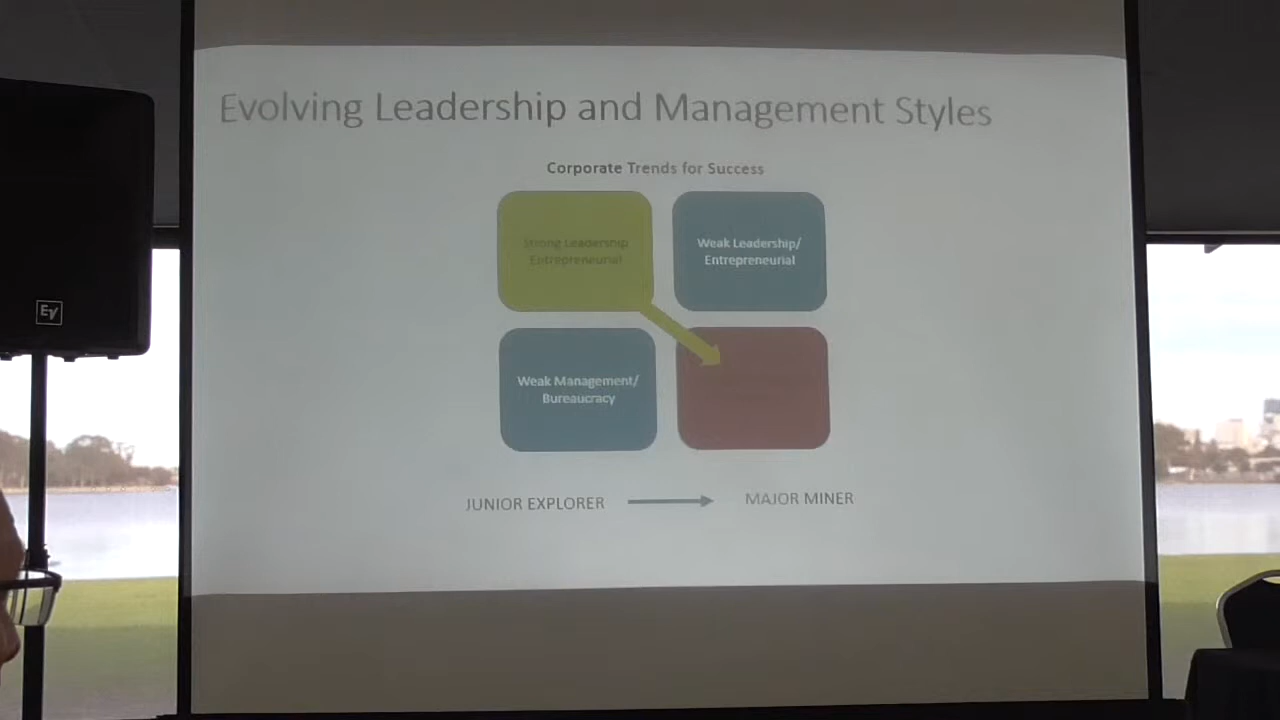 Evolving Leadership and Management Styles
Corporate Trends for Success
Strong Leadership
Entrepreneurial
Weak Leadership/
Entrepreneurial
Weak Management/
Bureaucracy
JUNIOR EXPLORER
MAJOR MINER
EV